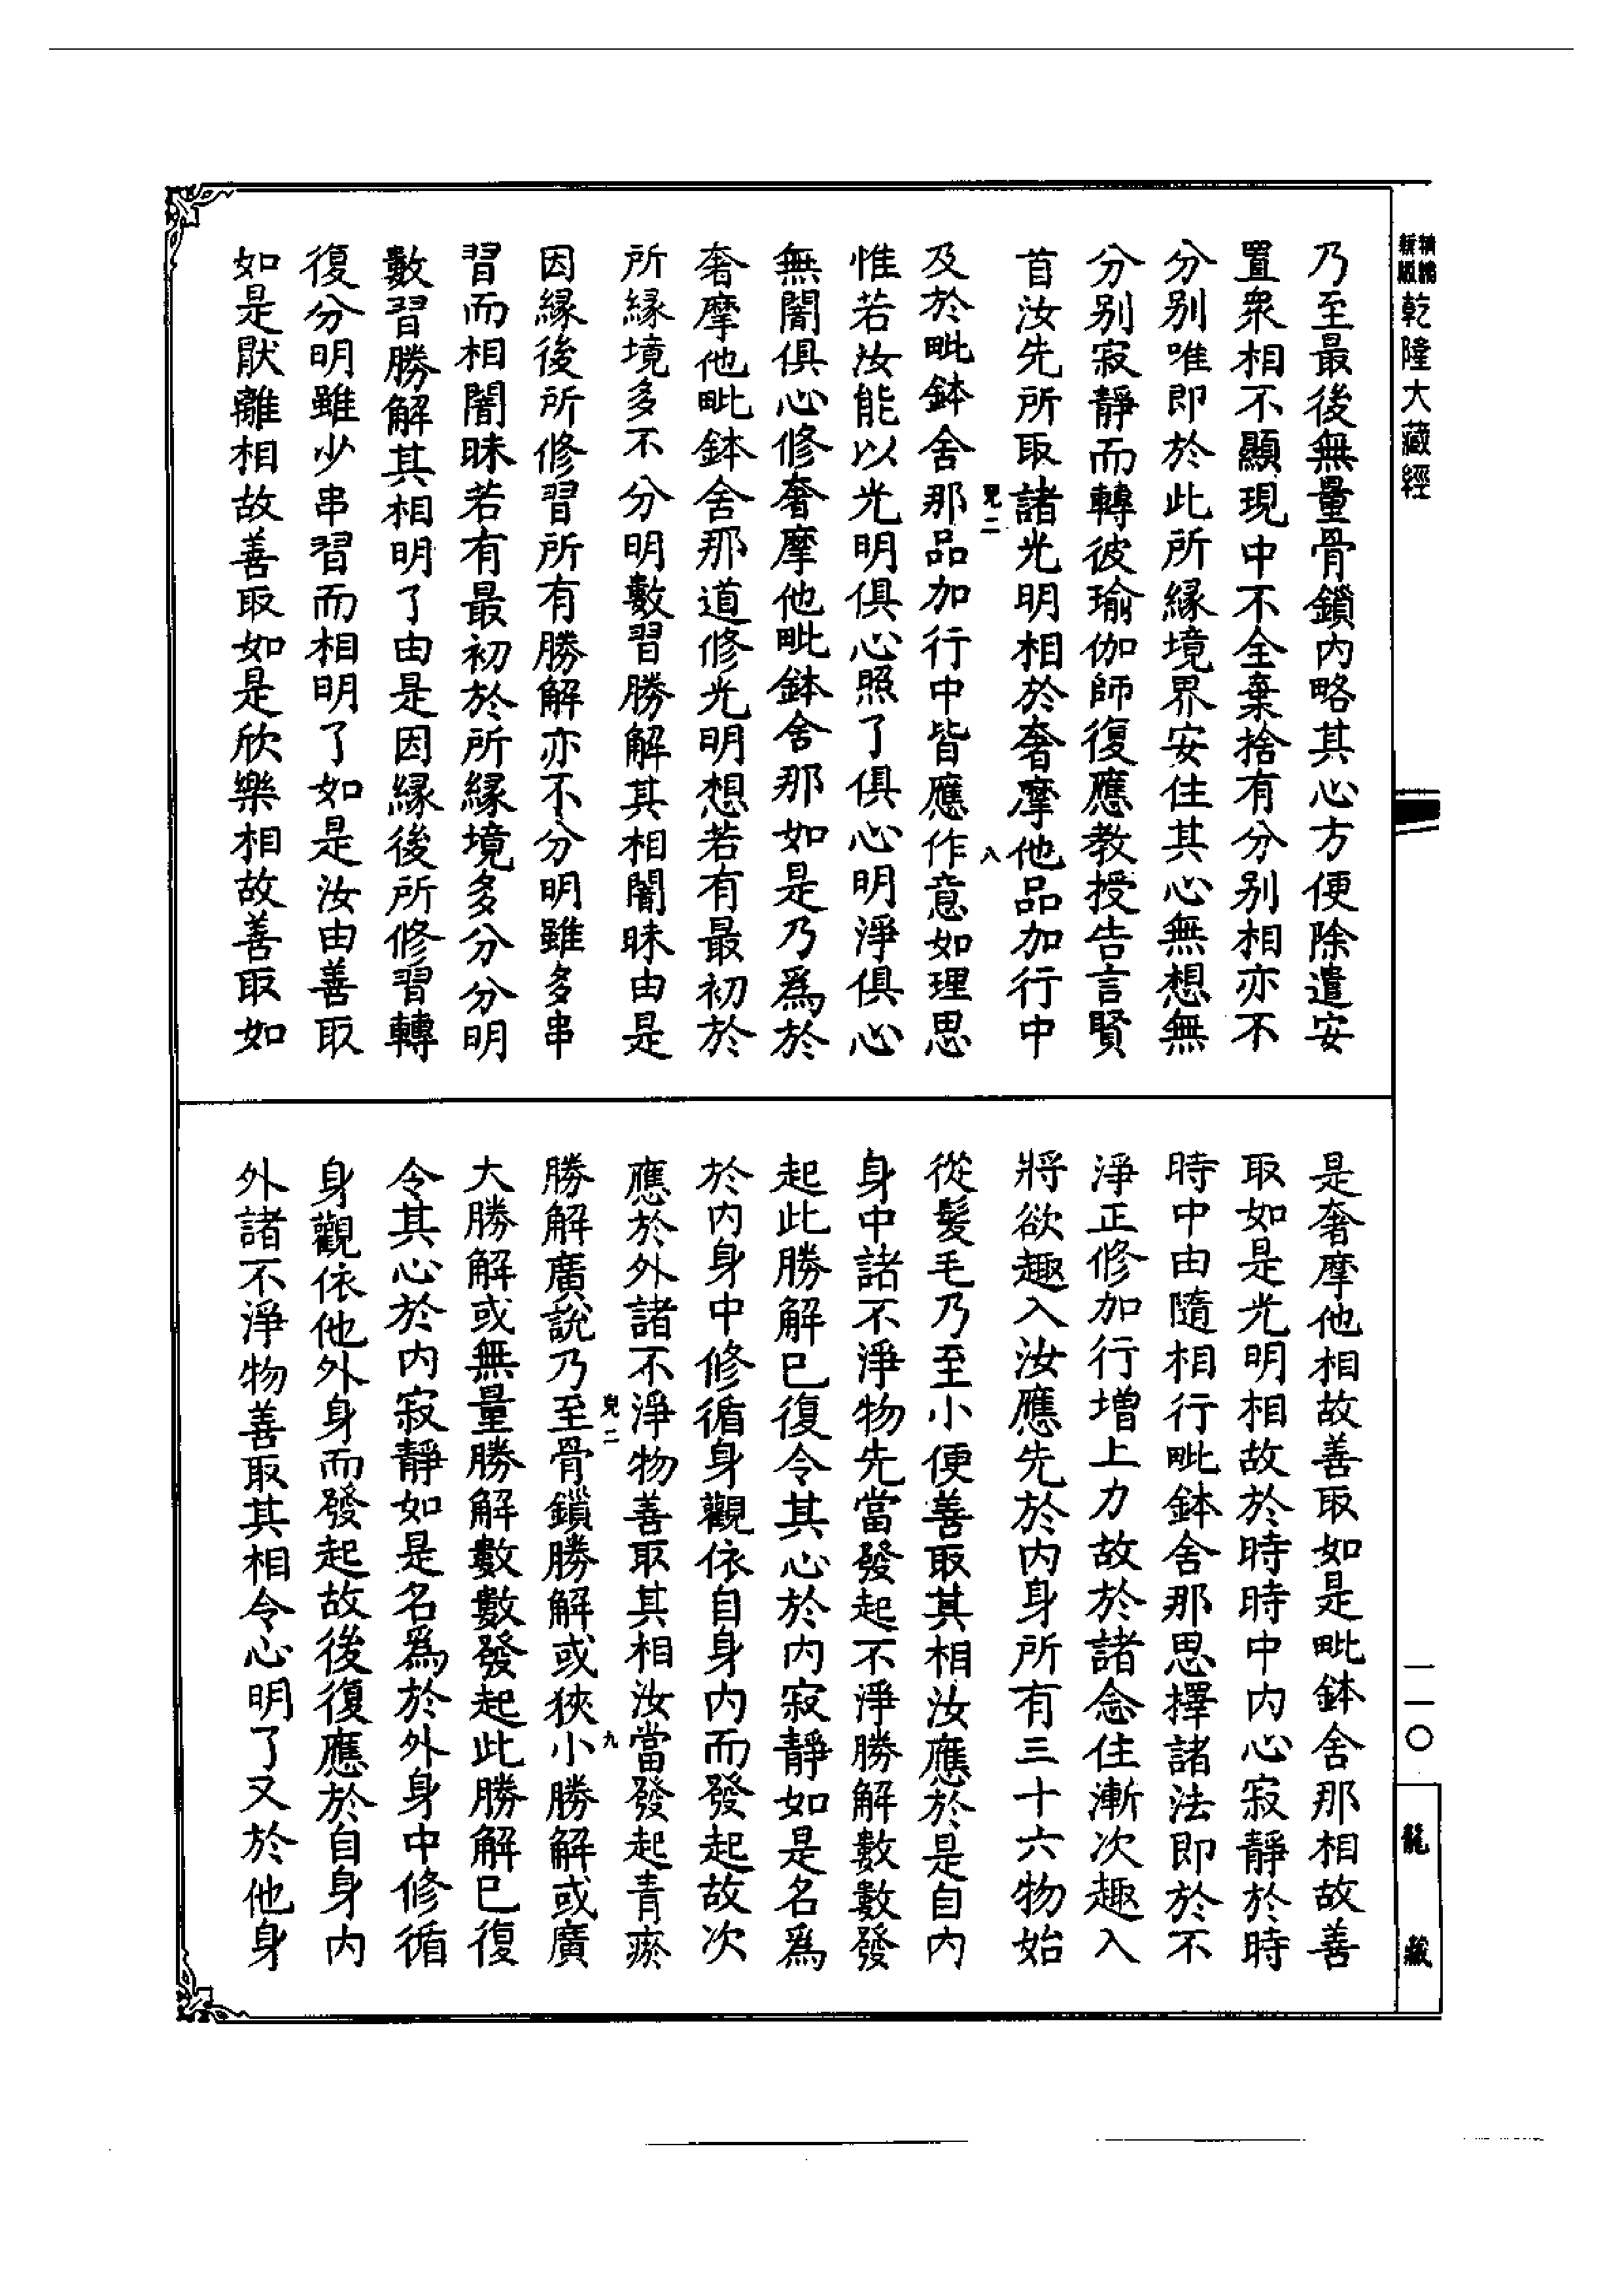 精縮
新版
乾隆大藏經
一一〇
龍藏
乃至最後無量骨鎖内略其心方便除遣安
置衆相不顯現中不全棄捨有分别相亦不
分别唯即於此所緣境界安住其心無想無
分别寂靜而轉彼瑜伽師復應教授告言賢
首汝先所取諸光明相於奢摩他品加行中
皃二
八
及於毗鉢舍那品加行中皆應作意如理思
惟若汝能以光明俱心照了俱心明淨俱心
無闇俱心修奢摩他毗鉢舍那如是乃爲於
奢摩他毗鉢舍那道修光明想若有最初於
所緣境多不分明數習勝解其相闇昧由是
因緣後所修習所有勝解亦不分明雖多串
習而相闇昧若有最初於所緣境多分分明
數習勝解其相明了由是因緣後所修習轉
復分明雖少串習而相明了如是汝由善取
如是猒離相故善取如是欣樂相故善取如
是奢摩他相故善取如是毗鉢舍那相故善
取如是光明相故於時時中内心寂靜於時
時中由隨相行毗鉢舍那思擇諸法即於不
淨正修加行增上力故於諸念住漸次趣入
將欲趣入汝應先於内身所有三十六物始
從髮毛乃至小便善取其相汝應於是自内
身中諸不淨物先當發起不淨勝解數數發
起此勝解已復令其心於内寂靜如是名爲
於内身中修循身觀依自身内而發起故次
應於外諸不淨物善取其相汝當發起青瘀
皃二
九
勝解廣説乃至骨鎖勝解或狹小勝解或廣
大勝解或無量勝解數數發起此勝解已復
令其心於内寂靜如是名爲於外身中修循
身觀依他外身而發起故後復應於自身内
外諸不淨物善取其相令心明了又於他身